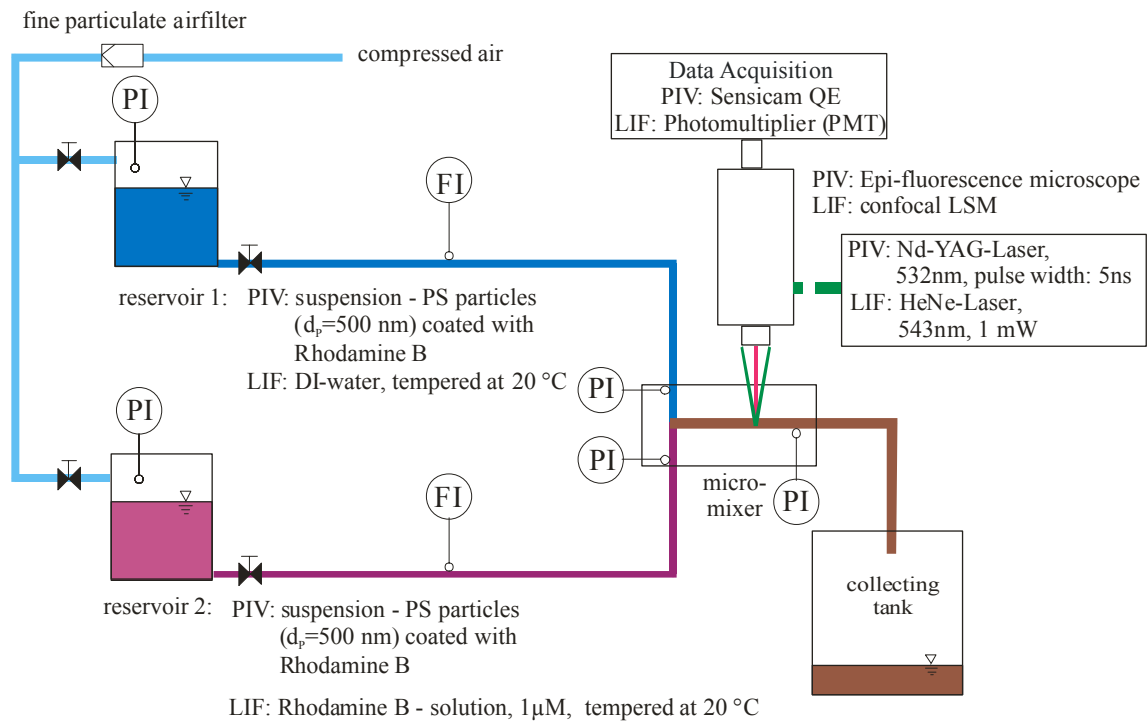 fine particulate airfilter
compressed air
PI
Data Acquisition
PIV: Sensicam QE
LIF: Photomultiplier (PMT)
FI
PIV: Epi-fluorescence microscope
LIF: confocal LSM
PIV: Nd-YAG-Laser,
532nm, pulse width: 5ns
LIF: HeNe-Laser,
543nm, 1 mW
reservoir 1:
PIV: suspension - PS particles
(dP=500 nm) coated with
Rhodamine B
LIF: DI-water, tempered at 20 °C
PI
PI
PI
PI
micro-
mixer
FI
collecting
tank
reservoir 2:
PIV: suspension - PS particles
(dP=500 nm) coated with
Rhodamine B
LIF: Rhodamine B - solution, 1µM, tempered at 20 °C